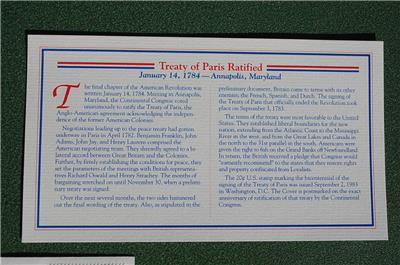 Treaty of Paris Ratified
January 14, 1784 — Annapolis, Maryland
The final chapter of the American Revolution was
written January 14, 1784. Meeting in Annapolis,
Maryland, the Continental Congress voted
unanimously to ratify the Treaty of Paris, the
Anglo-American agreement acknowledging the indepen-
dence of the former American Colonies.
Negotiations leading up to the peace treaty had gotten
underway in Paris in April 1782. Benjamin Franklin, John
Adams, John Jay, and Henry Laurens comprised the
American negotiating team. They shrewdly agreed to a bi-
lateral accord between Great Britain and the Colonies.
Further, by firmly establishing the conditions for peace, they
set the parameters of the meetings with British representa-
tives Richard Oswald and Henry Strachey. The months of
bargaining stretched on until November 30, when a prelimi-
nary treaty was signed.
Over the next several months, the two sides hammered
out the final wording of the treaty. Also, as stipulated in the
preliminary document, Britain came to terms with its other
enemies, the French, Spanish, and Dutch. The signing of
the Treaty of Paris that officially ended the Revolution took
place on September 3, 1783.
The terms of the treaty were most favorable to the United
States. They established liberal boundaries for the new
nation, extending from the Atlantic Coast to the Mississippi
River in the west, and from the Great Lakes and Canada in
the north to the 31st parallel in the south. Americans were
given the right to fish on the Grand Banks off Newfoundland.
In return, the British received a pledge that Congress would
"earnestly recommend" to the states that they restore rights
and property confiscated from Loyalists.
The 20¢ U.S. stamp marking the bicentennial of the
signing of the Treaty of Paris was issued September 2, 1983
in Washington, D.C. The Cover is postmarked on the exact
anniversary of ratification of that treaty by the Continental
Congress.